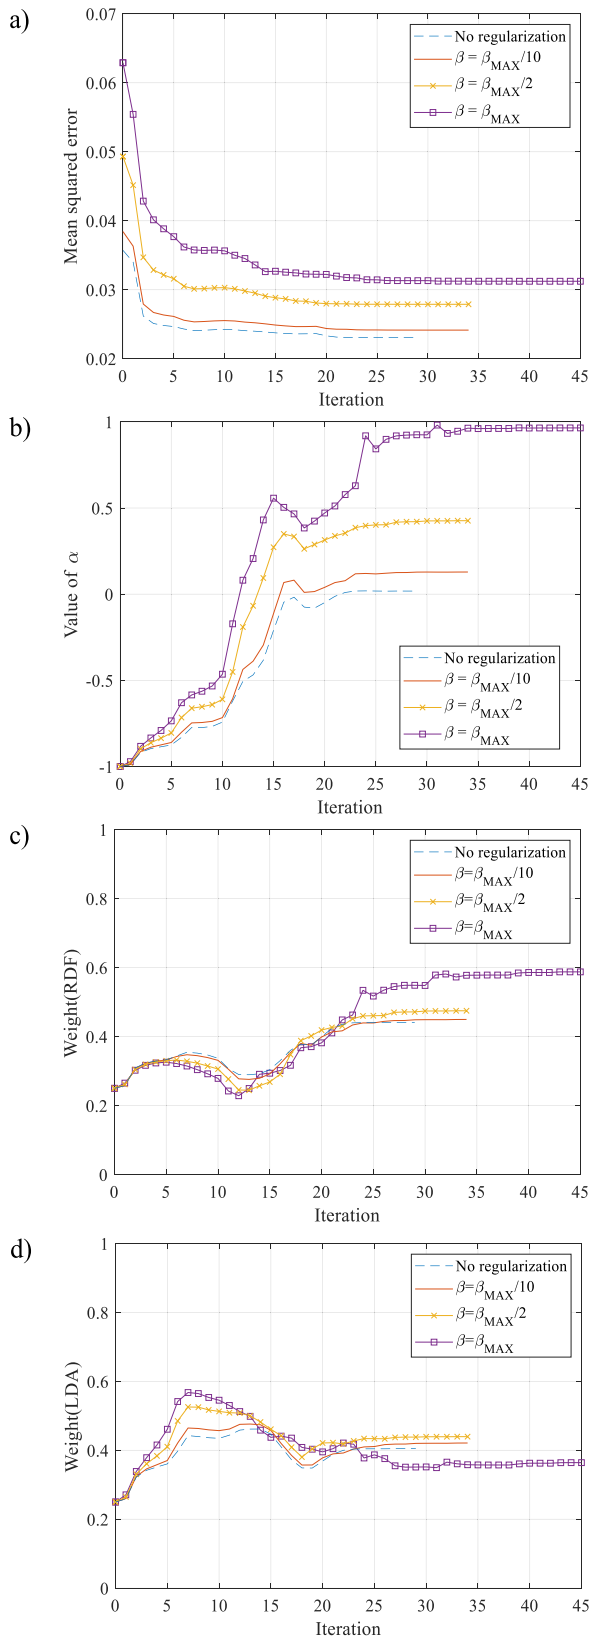 a)
0.07
0.06
0.05
0.04
0.03
0.02
Mean squared error
No regularization
β = βMAX/10
β = βMAX/2
β = βMAX
0 5 10 15 20 25 30 35 40 45
Iteration
b)
1
0.5
0
-0.5
-1
Value of α
No regularization
β = βMAX/10
β = βMAX/2
β = βMAX
0 5 10 15 20 25 30 35 40 45
Iteration
c)
1
0.8
0.6
0.4
0.2
0
Weight(RDF)
No regularization
β=βMAX/10
β=βMAX/2
β=βMAX
0 5 10 15 20 25 30 35 40 45
Iteration
d)
1
0.8
0.6
0.4
0.2
0
Weight(LDA)
No regularization
β=βMAX/10
β=βMAX/2
β=βMAX
0 5 10 15 20 25 30 35 40 45
Iteration